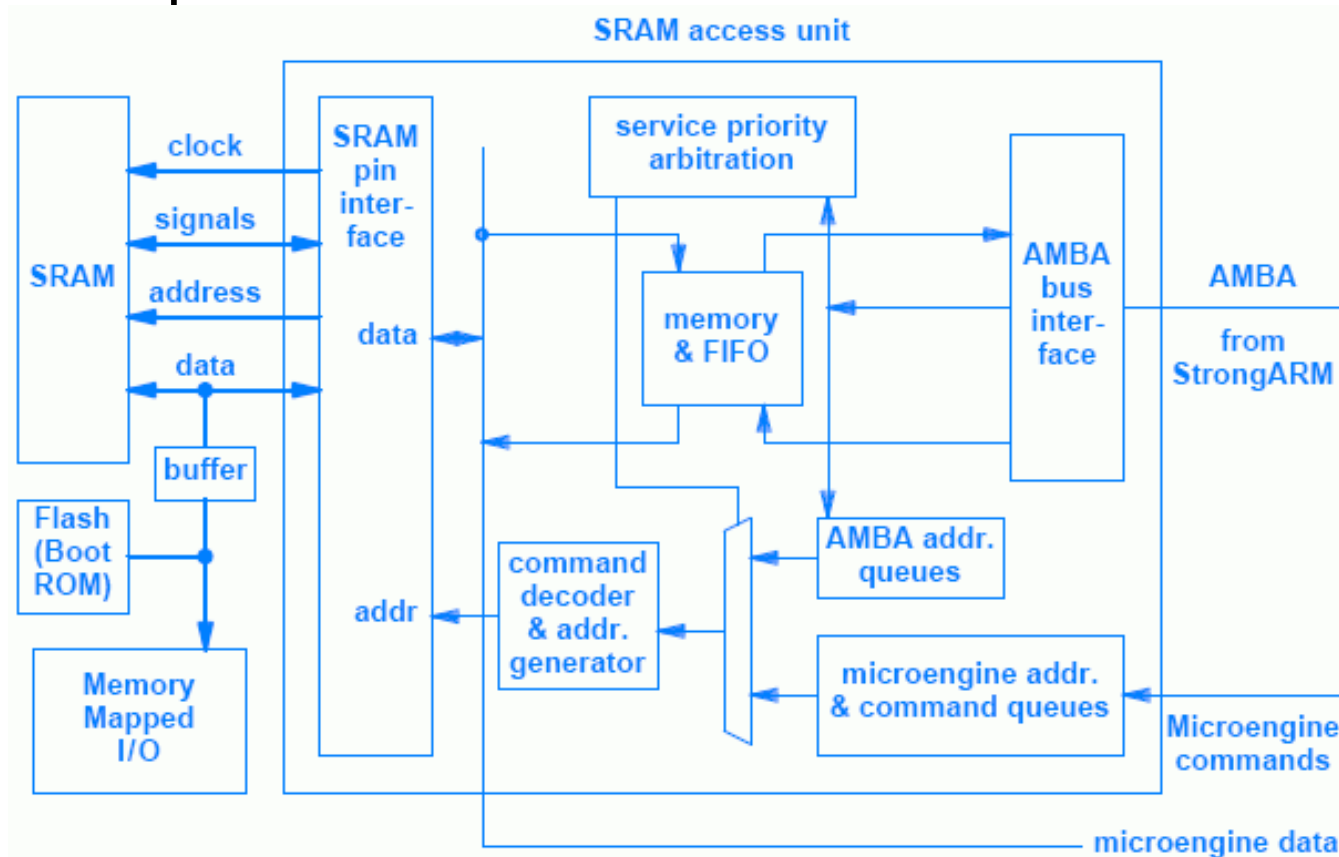 SRAM access unit
SRAM
clock
signals
address
data
buffer
Flash
(Boot
ROM)
Memory
Mapped
I/O
SRAM
pin
inter-
face
data
addr
service priority
arbitration
memory
& FIFO
command
decoder
& addr.
generator
AMBA
bus
inter-
face
AMBA addr.
queues
microengine addr.
& command queues
AMBA
from
StrongARM
Microengine
commands
microengine data